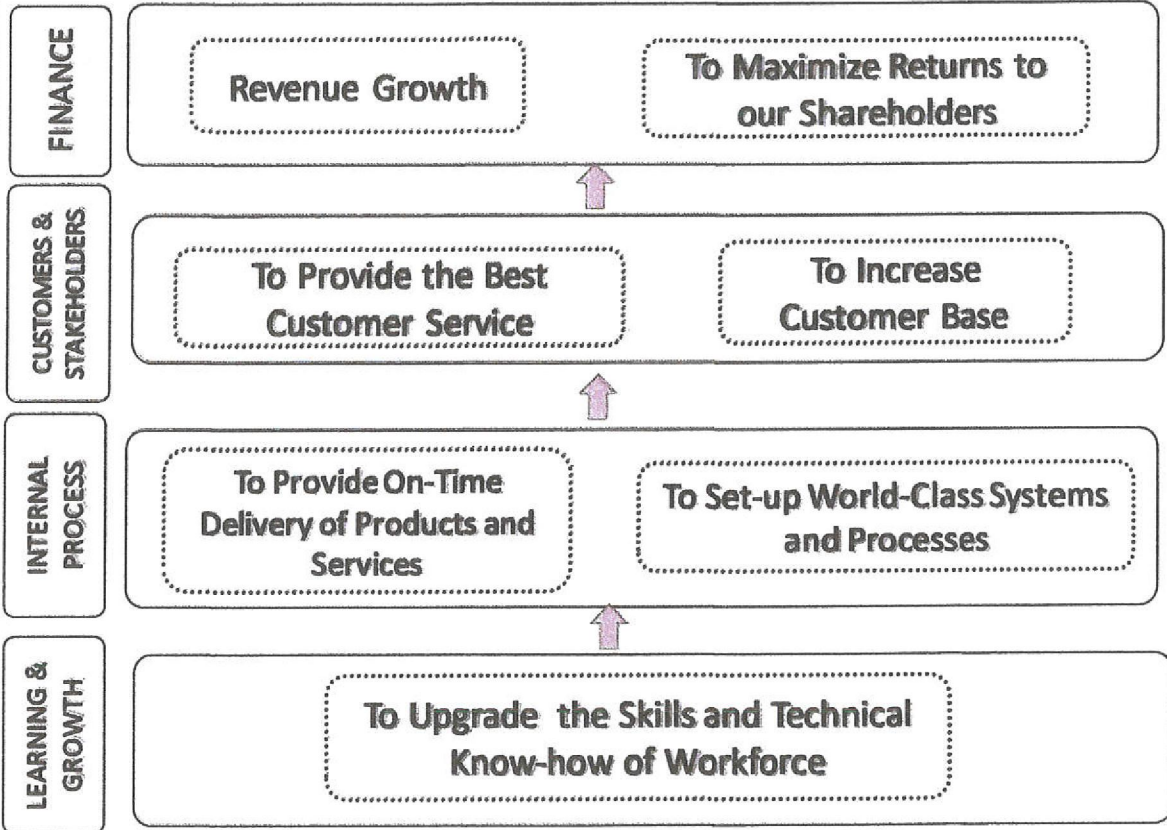 FINANCE
Revenue Growth
To Maximize Returns to
our Shareholders
CUSTOMERS &
STAKEHOLDERS
To Provide the Best
Customer Service
To Increase
Customer Base
INTERNAL
PROCESS
To Provide On-Time
Delivery of Products and
Services
To Set-up World-Class Systems
and Processes
LEARNING &
GROWTH
To Upgrade the Skills and Technical
Know-how of Workforce